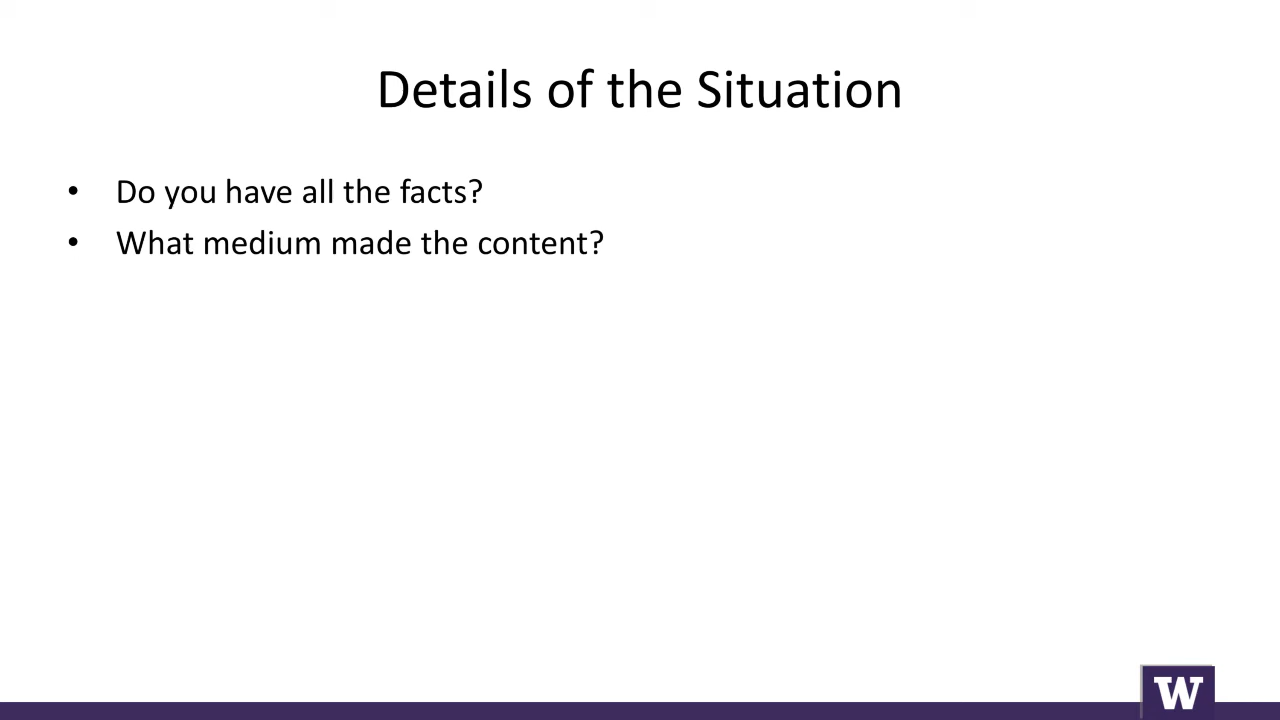 Details of the Situation
• Do you have all the facts?
• What medium made the content?
W